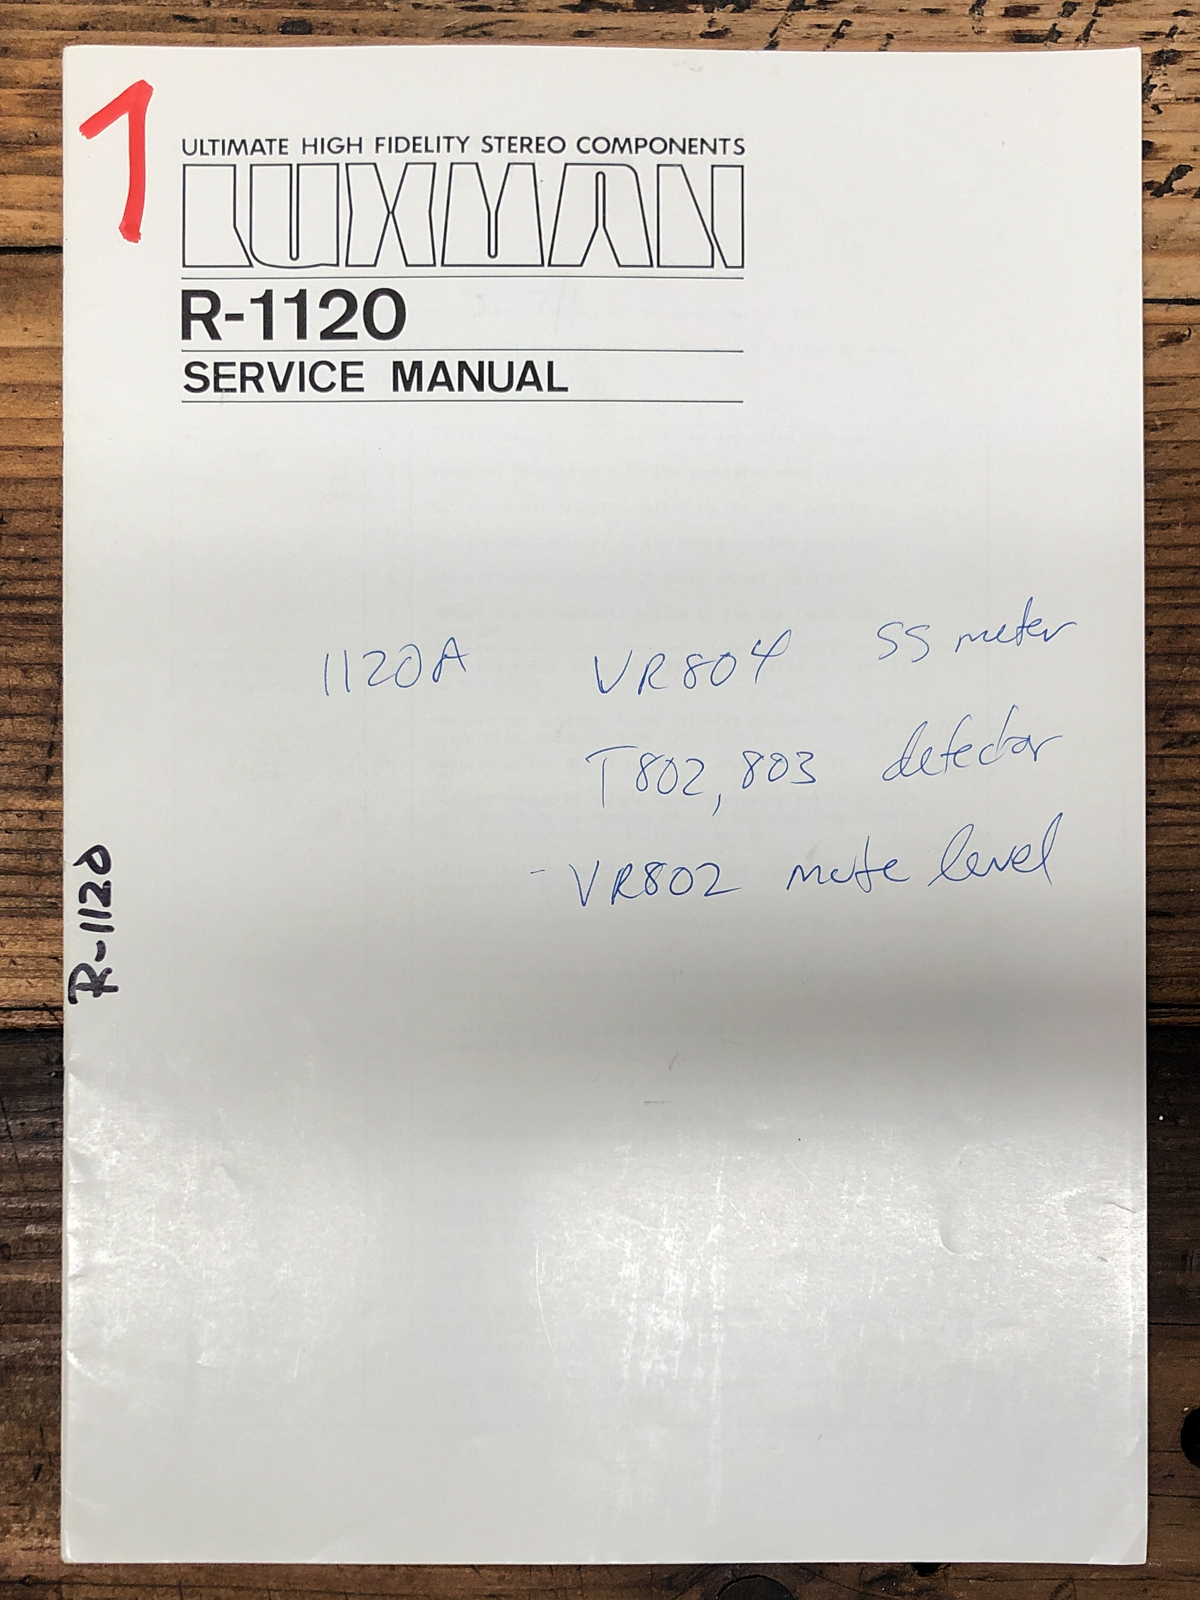 1
ULTIMATE HIGH FIDELITY STEREO COMPONENTS
LUXMAN
R-1120
SERVICE MANUAL
1120A VR804 SS meter
T802, 803 detector
- VR802 mute level
R-1120